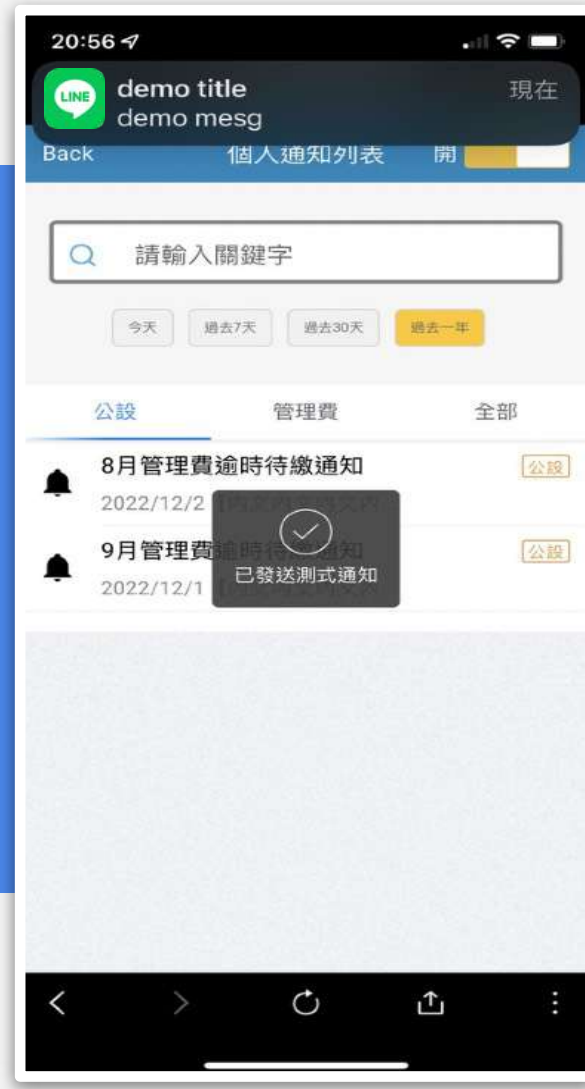 20:56
LINE
demo title
現在
demo mesg
Back
個人通知列表
開
請輸入關鍵字
今天
過去7天
過去30天
過去一年
公設
管理費
全部
8月管理費逾時待繳通知
公設
2022/12/2
9月管理費逾時待繳通知
公設
已發送測式通知
2022/12/1